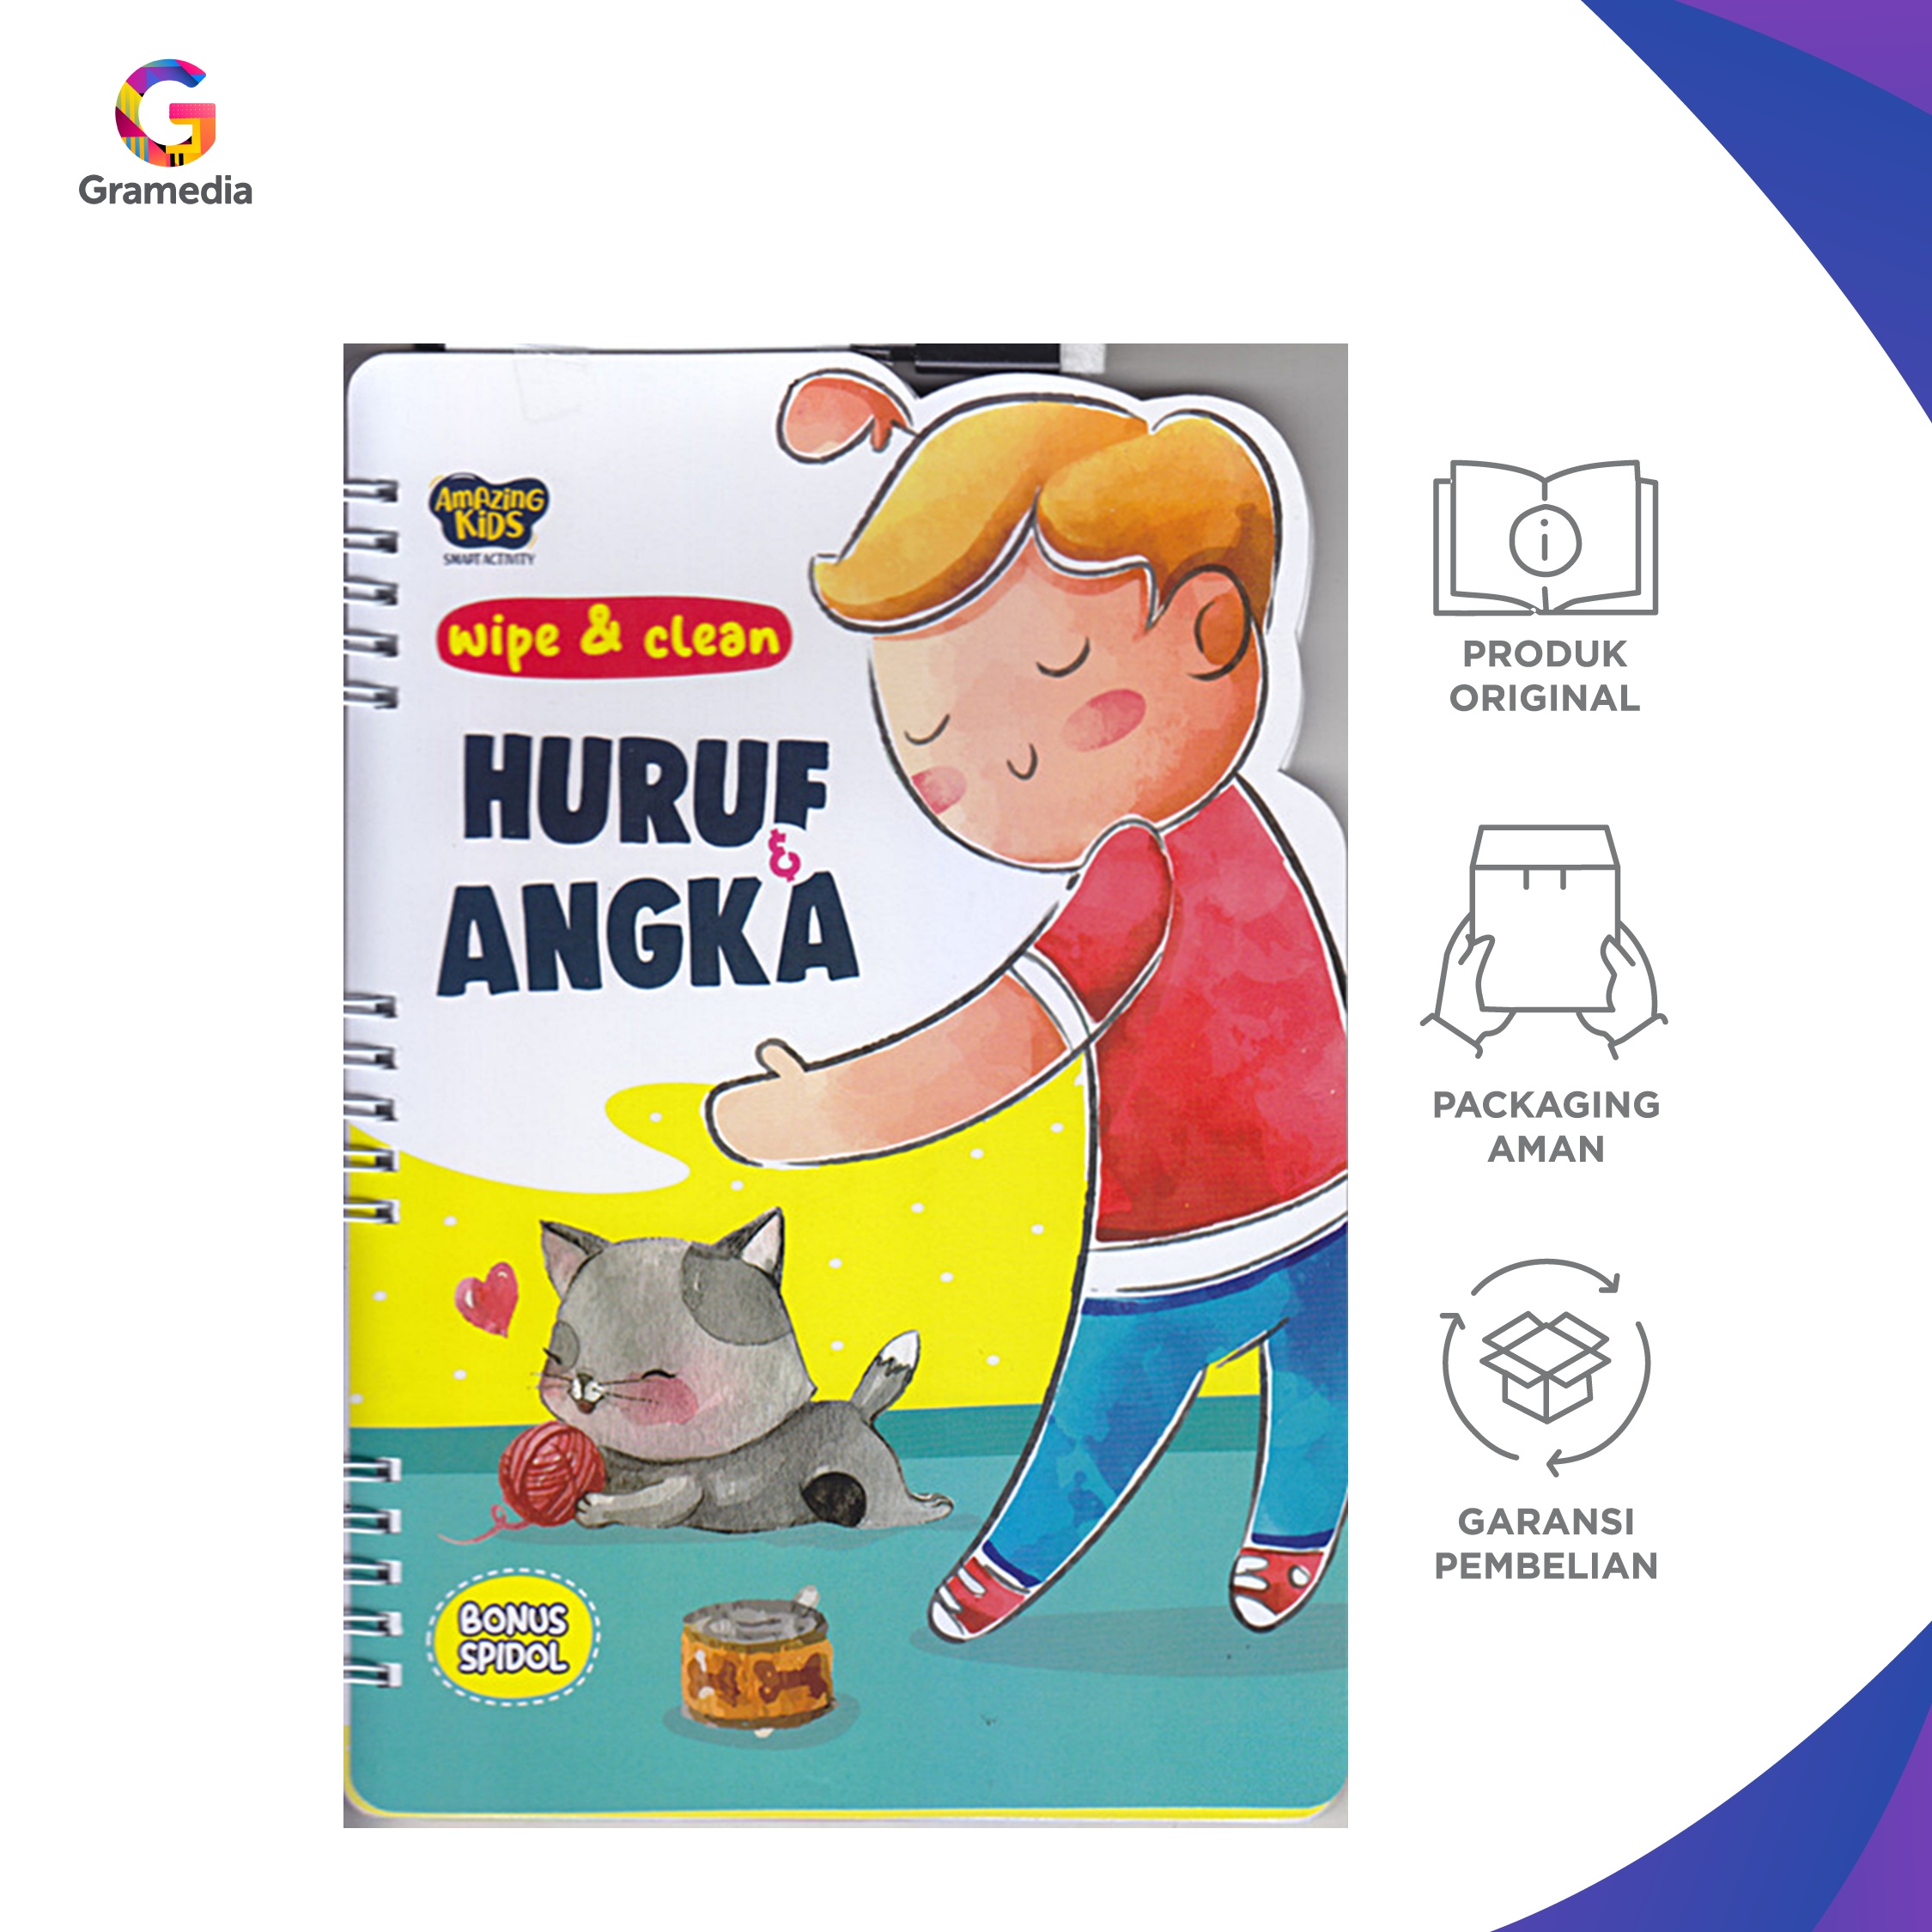 Gramedia
AmAzinG
KiDS
SMART ACTIVITY
wipe & clean
HURUF
&
ANGKA
BONUS
SPIDOL
PRODUK
ORIGINAL
PACKAGING
AMAN
GARANSI
PEMBELIAN